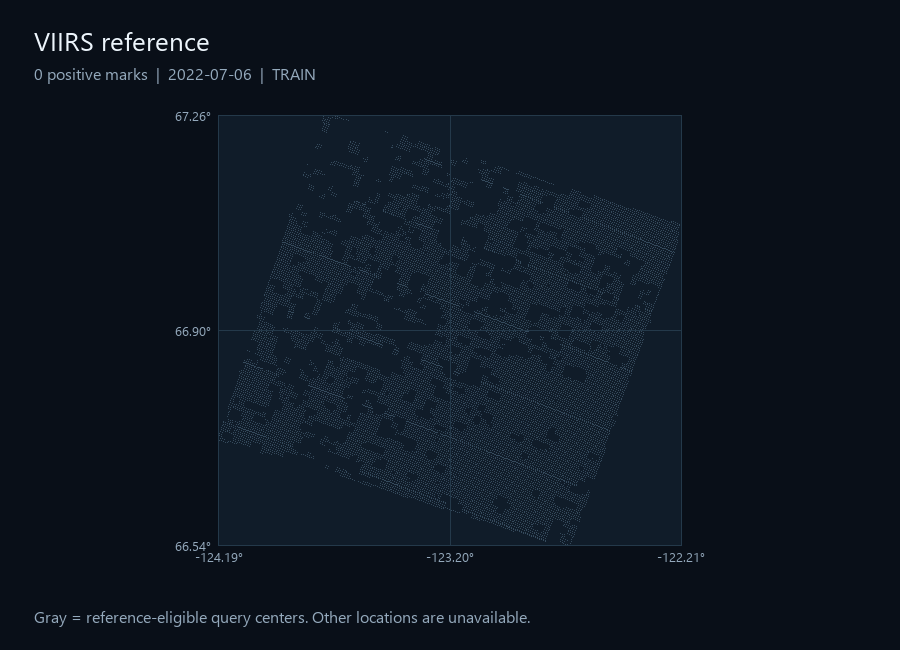 VIIRS reference
0 positive marks | 2022-07-06 | TRAIN
67.26°
66.90°
66.54°
-124.19°
-123.20°
-122.21°
Gray = reference-eligible query centers. Other locations are unavailable.